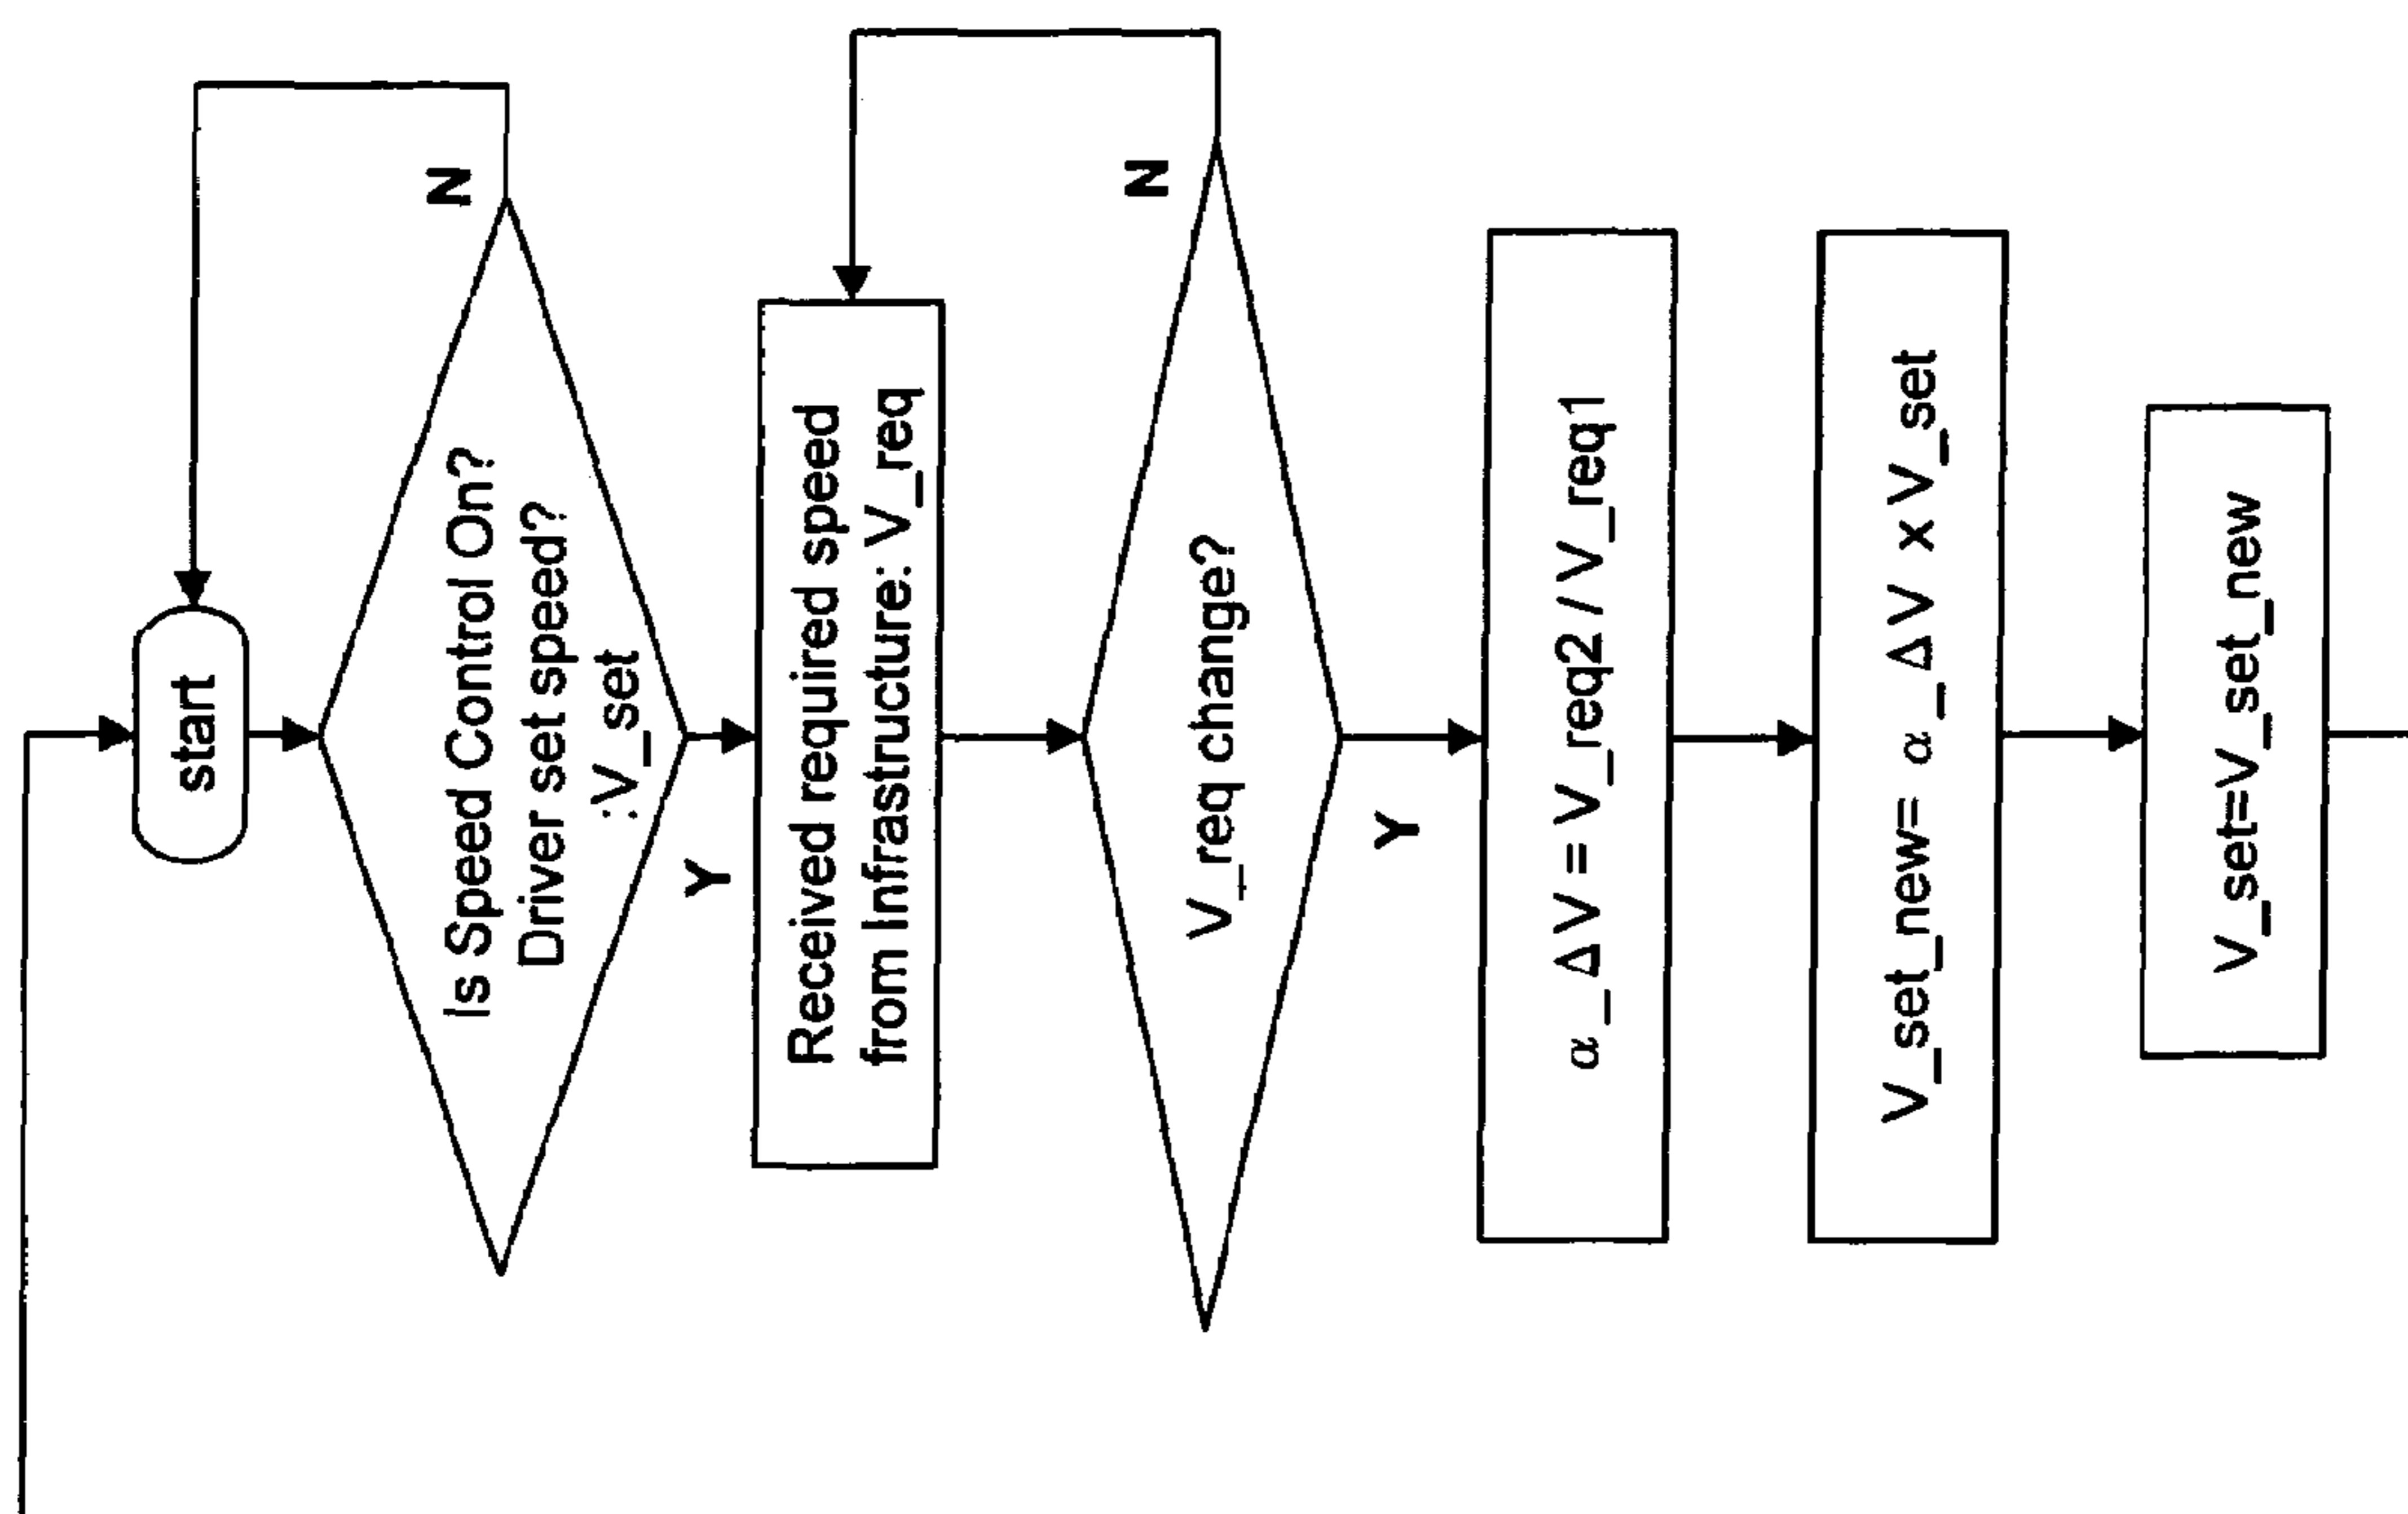 start
Is Speed Control On?
Driver set speed?
:V_set
N
Y
Received required speed
from Infrastructure: V_req
V_req change?
N
Y
α_ΔV = V_req2 / V_req1
V_set_new= α_ΔV x V_set
V_set=V_set_new